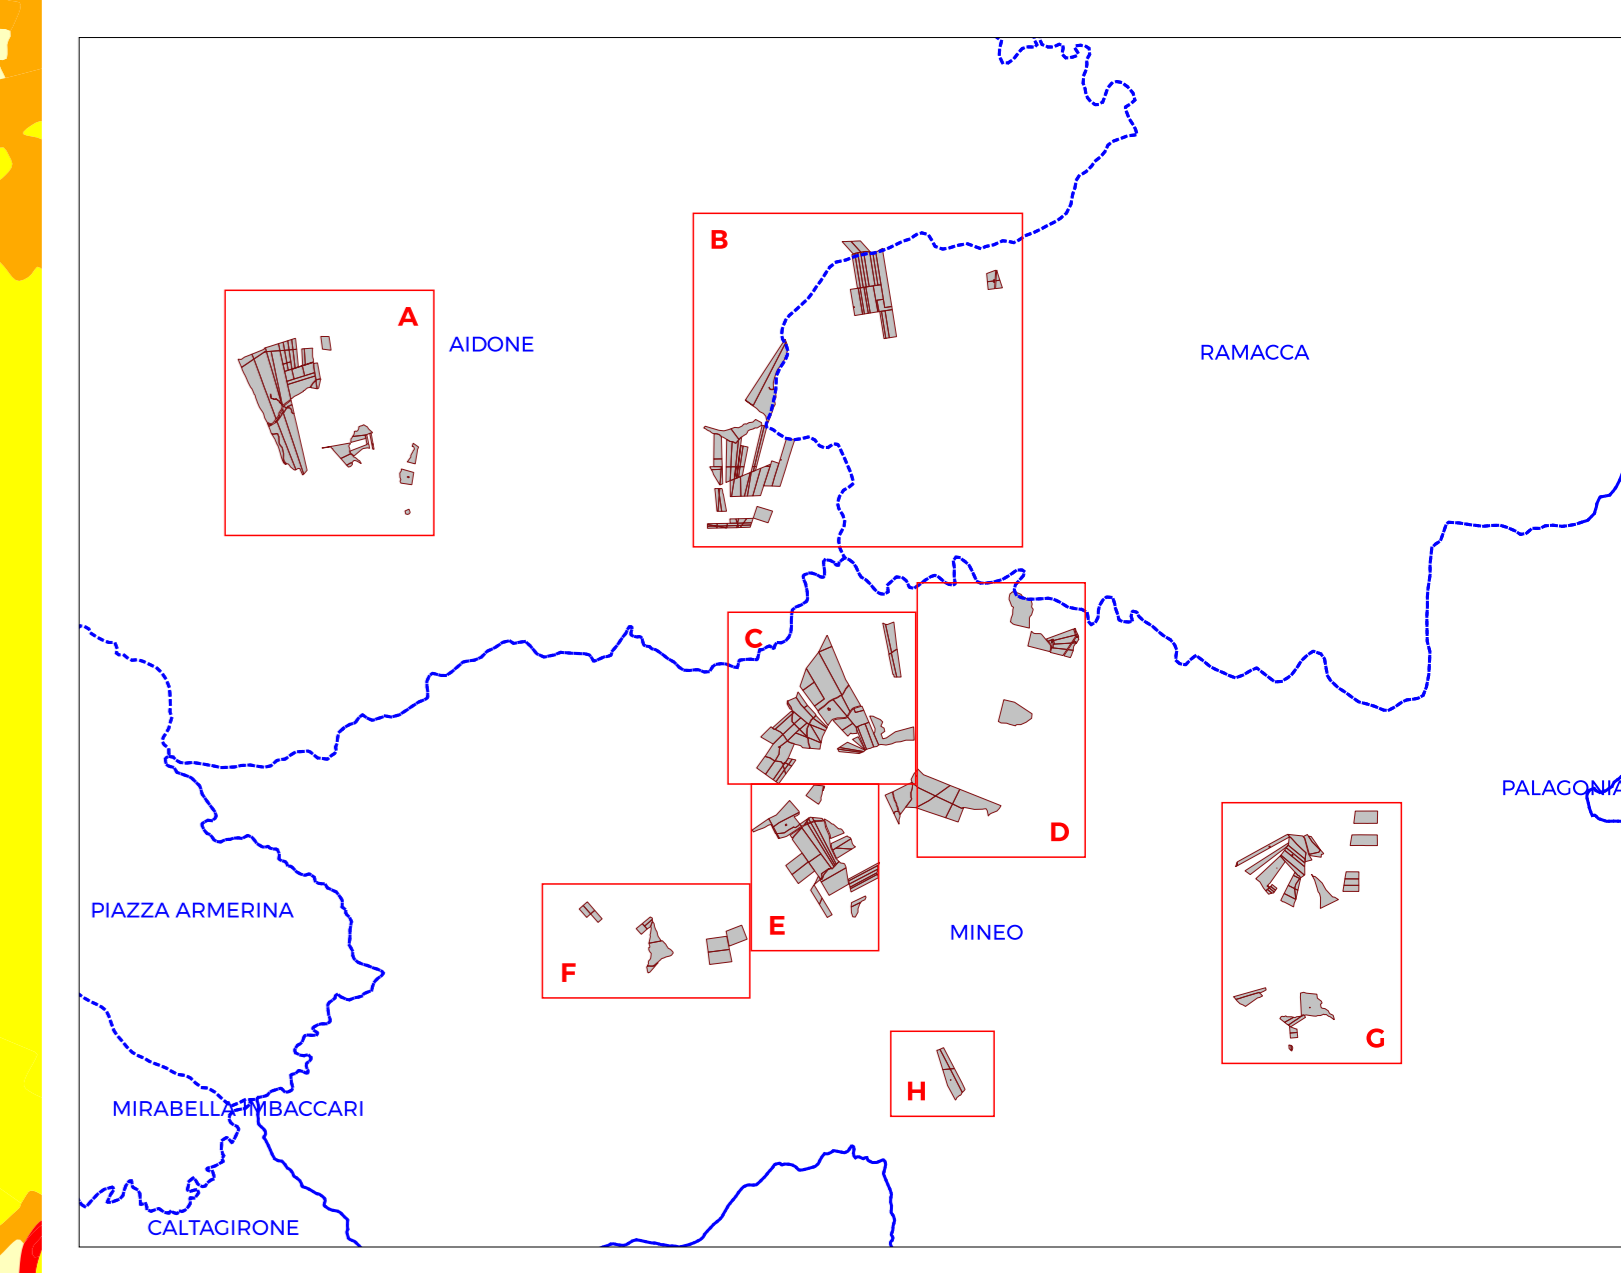 B
A
AIDONE
RAMACCA
C
PALAGONIA
D
PIAZZA ARMERINA
E
MINEO
F
G
H
MIRABELLA IMBACCARI
CALTAGIRONE